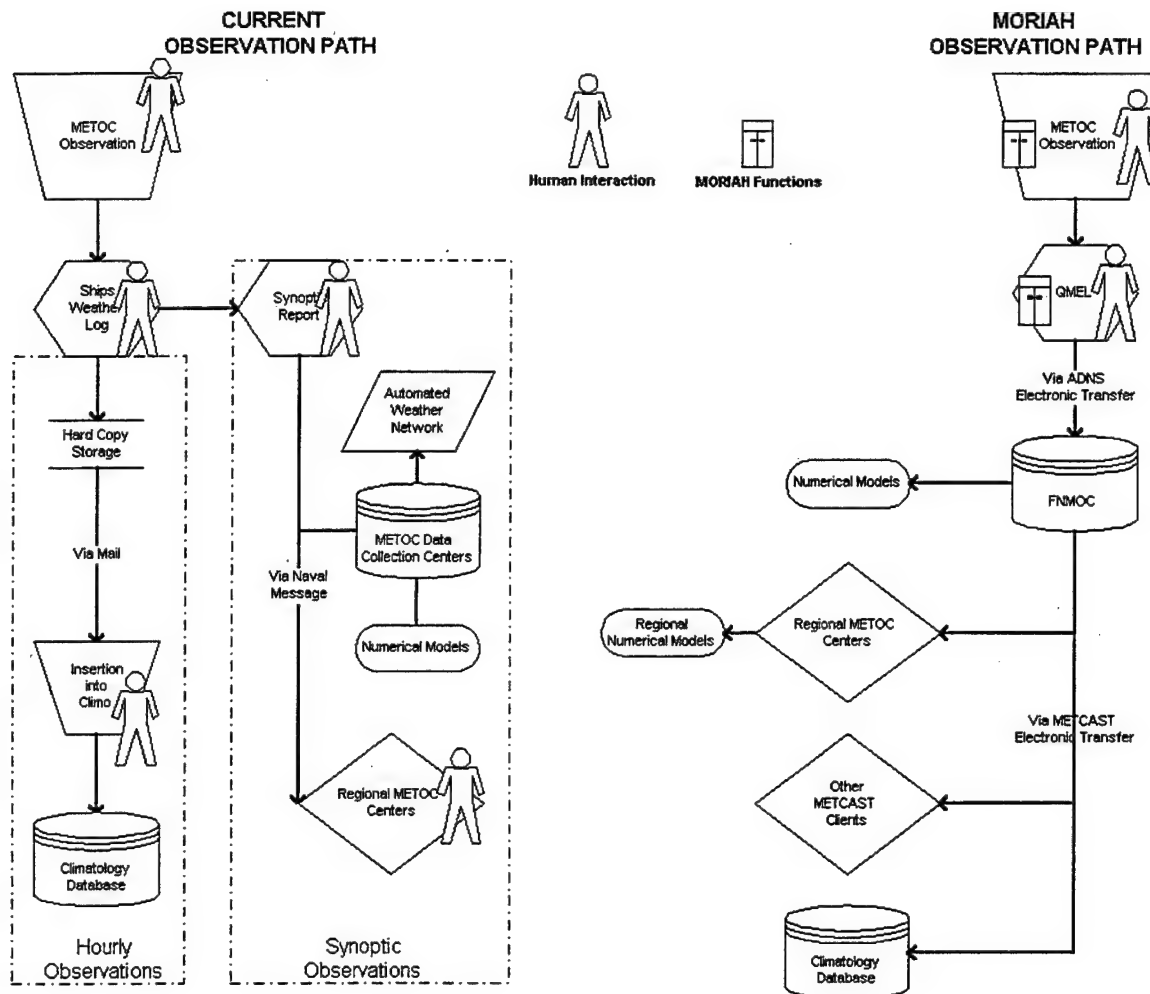 CURRENT
OBSERVATION PATH
METOC
Observation
Ships
Weather
Log
Hard Copy
Storage
Via Mail
Insertion
into
Climo
Climatology
Database
Hourly
Observations
Synopti
Report
Automated
Weather
Network
METOC Data
Collection Centers
Via Naval
Message
Numerical Models
Regional METOC
Centers
Synoptic
Observations
Human Interaction
MORIAH Functions
MORIAH
OBSERVATION PATH
METOC
Observation
QMEL
Via ADNS
Electronic Transfer
FNMOC
Numerical Models
Regional METOC
Centers
Regional
Numerical Models
Via METCAST
Electronic Transfer
Other
METCAST
Clients
Climatology
Database